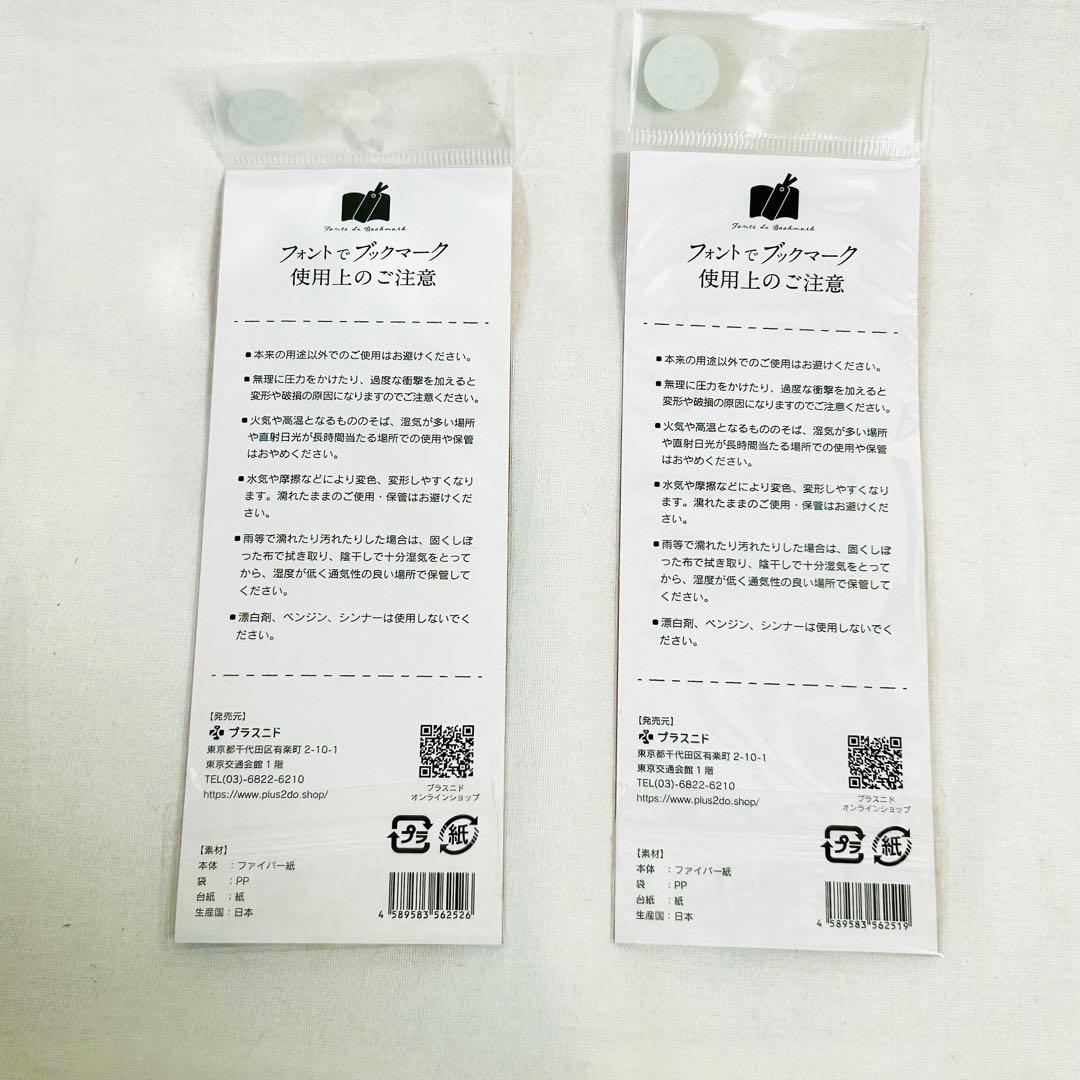 Fonts de Bookmark
フォントでブックマーク
使用上のご注意
■本来の用途以外でのご使用はお避けください。
■無理に圧力をかけたり、過度な衝撃を加えると
変形や破損の原因になりますのでご注意ください。
■火気や高温となるもののそば、湿気が多い場所
や直射日光が長時間当たる場所での使用や保管
はおやめください。
■水気や摩擦などにより変色、変形しやすくなり
ます。濡れたままのご使用・保管はお避けくだ
さい。
■雨等で濡れたり汚れたりした場合は、固くしぼ
った布で拭き取り、陰干しで十分湿気をとって
から、湿度が低く通気性の良い場所で保管して
ください。
■漂白剤、ベンジン、シンナーは使用しないでく
ださい。
【発売元】
プラスニド
東京都千代田区有楽町 2-10-1
東京交通会館 1 階
TEL(03)-6822-6210
https://www.plus2do.shop/
プラスニド
オンラインショップ
プラ
紙
【素材】
本体 :ファイバー紙
袋 :PP
台紙 :紙
生産国:日本
4 589583 562526
Fonts de Bookmark
フォントでブックマーク
使用上のご注意
■本来の用途以外でのご使用はお避けください。
■無理に圧力をかけたり、過度な衝撃を加えると
変形や破損の原因になりますのでご注意ください。
■火気や高温となるもののそば、湿気が多い場所
や直射日光が長時間当たる場所での使用や保管
はおやめください。
■水気や摩擦などにより変色、変形しやすくなり
ます。濡れたままのご使用・保管はお避けくだ
さい。
■雨等で濡れたり汚れたりした場合は、固くしぼ
った布で拭き取り、陰干しで十分湿気をとって
から、湿度が低く通気性の良い場所で保管して
ください。
■漂白剤、ベンジン、シンナーは使用しないでく
ださい。
【発売元】
プラスニド
東京都千代田区有楽町 2-10-1
東京交通会館 1 階
TEL(03)-6822-6210
https://www.plus2do.shop/
プラスニド
オンラインショップ
プラ
紙
【素材】
本体 :ファイバー紙
袋 :PP
台紙 :紙
生産国:日本
4 589583 562519